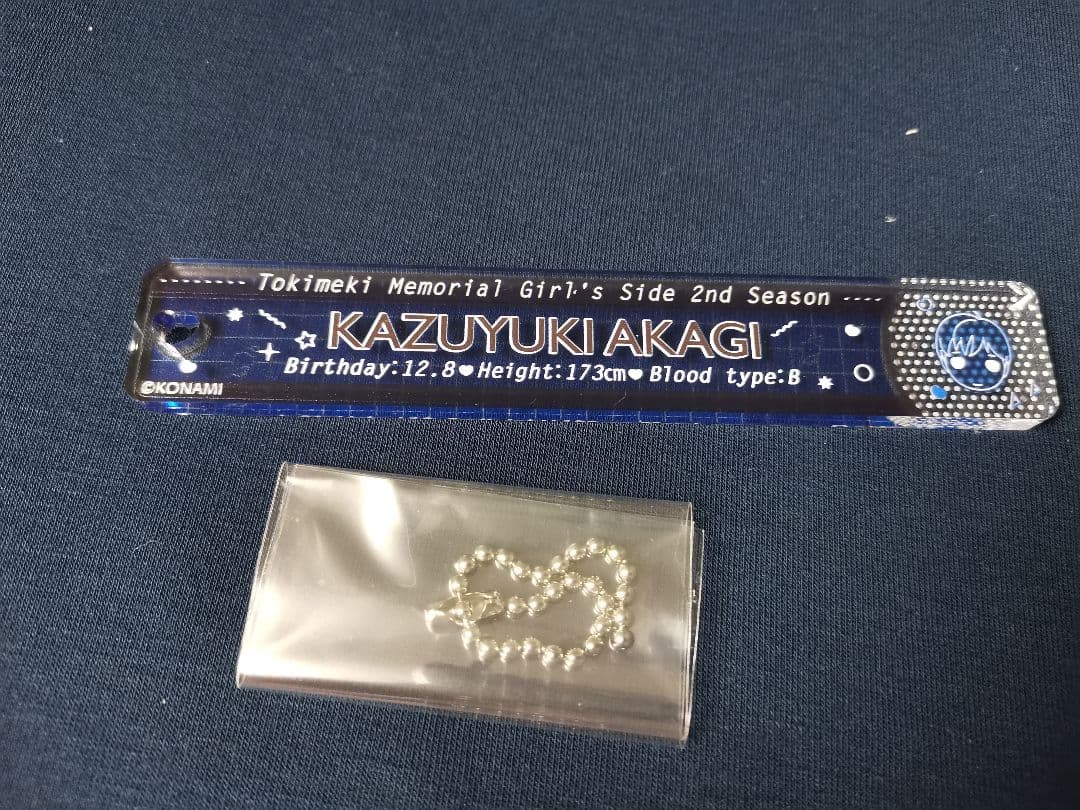 Tokimeki Memorial Girl's Side 2nd Season
KAZUYUKI AKAGI
Birthday:12.8♥Height:173cm♥Blood type:B
©KONAMI